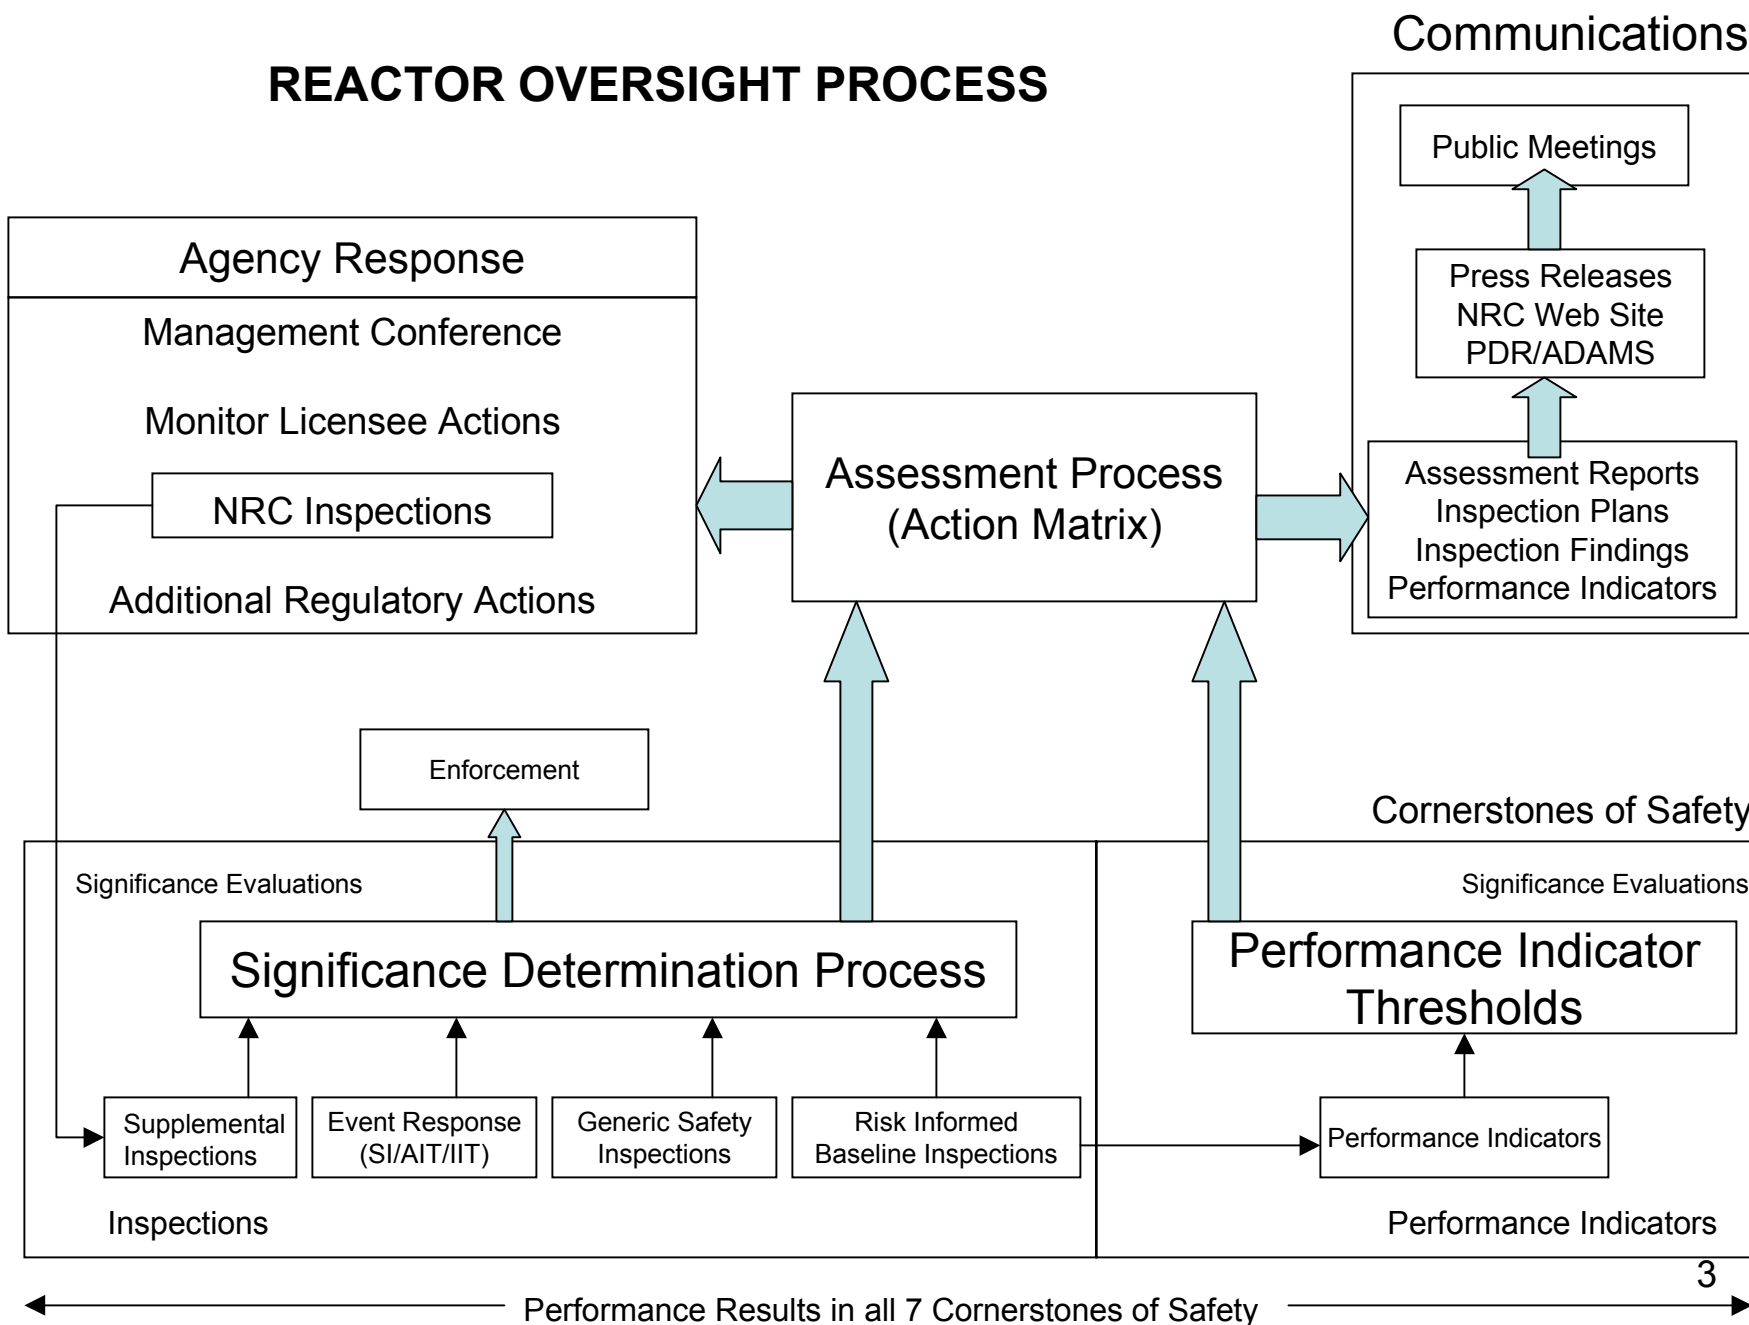 REACTOR OVERSIGHT PROCESS
Communications
Public Meetings
Press Releases
NRC Web Site
PDR/ADAMS
Assessment Reports
Inspection Plans
Inspection Findings
Performance Indicators
Agency Response
Management Conference
Monitor Licensee Actions
NRC Inspections
Additional Regulatory Actions
Assessment Process
(Action Matrix)
Enforcement
Cornerstones of Safety
Significance Evaluations
Significance Determination Process
Supplemental
Inspections
Event Response
(SI/AIT/IIT)
Generic Safety
Inspections
Risk Informed
Baseline Inspections
Inspections
Significance Evaluations
Performance Indicator
Thresholds
Performance Indicators
Performance Indicators
3
Performance Results in all 7 Cornerstones of Safety